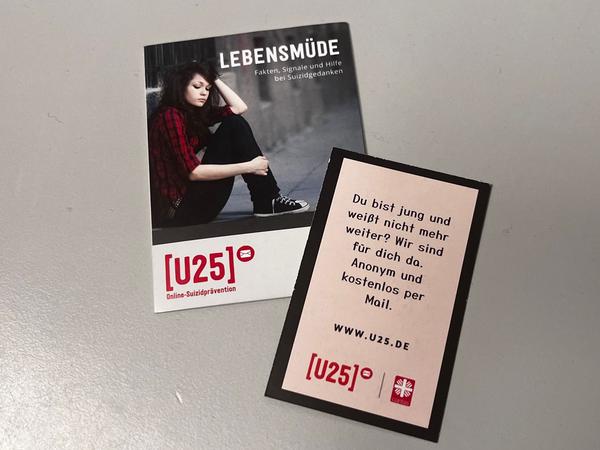 LEBENSMÜDE
Fakten, Signale und Hilfe
bei Suizidgedanken
[U25]
Online-Suizidprävention
Du bist jung und
weißt nicht mehr
weiter? Wir sind
für dich da.
Anonym und
kostenlos per
Mail.
WWW.U25.DE
[U25]